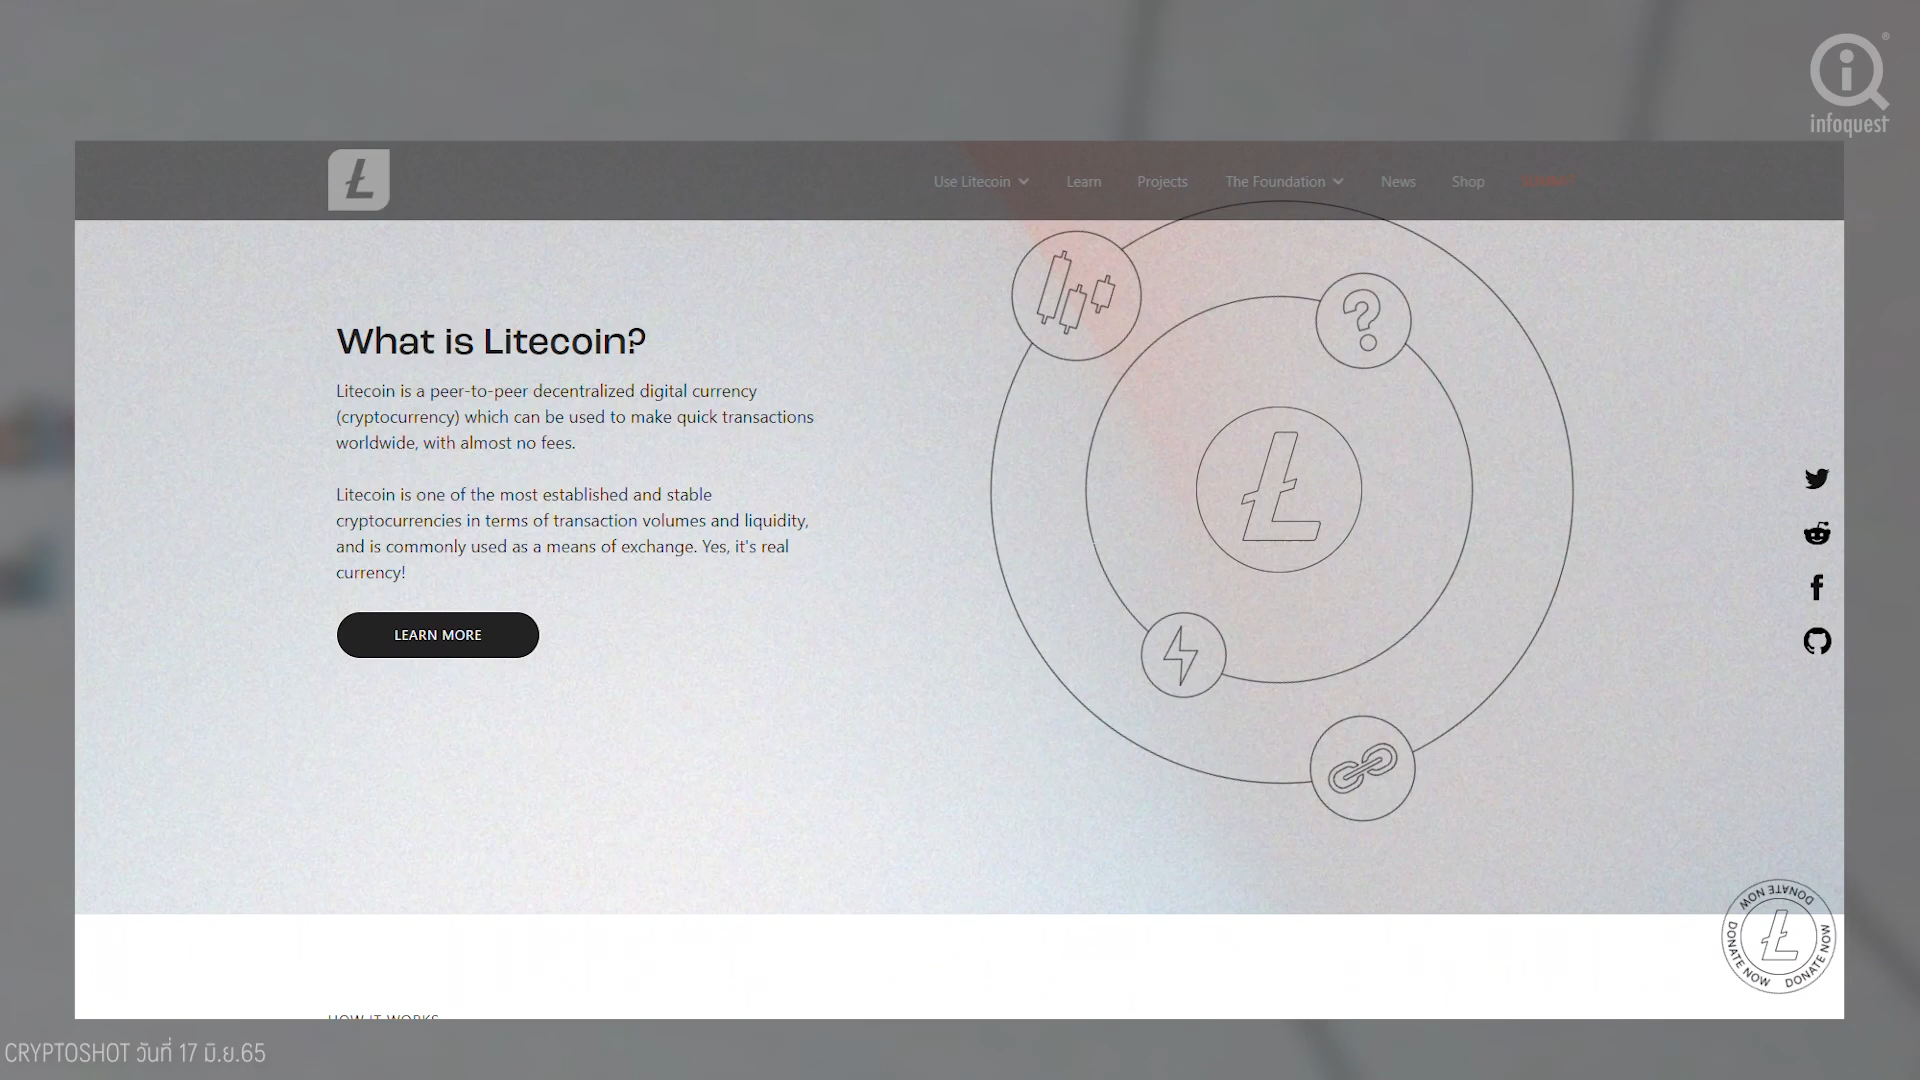 infoquest
Use Litecoin
Learn
Projects
The Foundation
News
Shop
What is Litecoin?
Litecoin is a peer-to-peer decentralized digital currency
(cryptocurrency) which can be used to make quick transactions
worldwide, with almost no fees.
Litecoin is one of the most established and stable
cryptocurrencies in terms of transaction volumes and liquidity,
and is commonly used as a means of exchange. Yes, it's real
currency!
LEARN MORE
DONATE NOW DONATE NOW DONATE NOW
HOW IT WORKS
CRYPTOSHOT วันที่ 17 มิ.ย.65